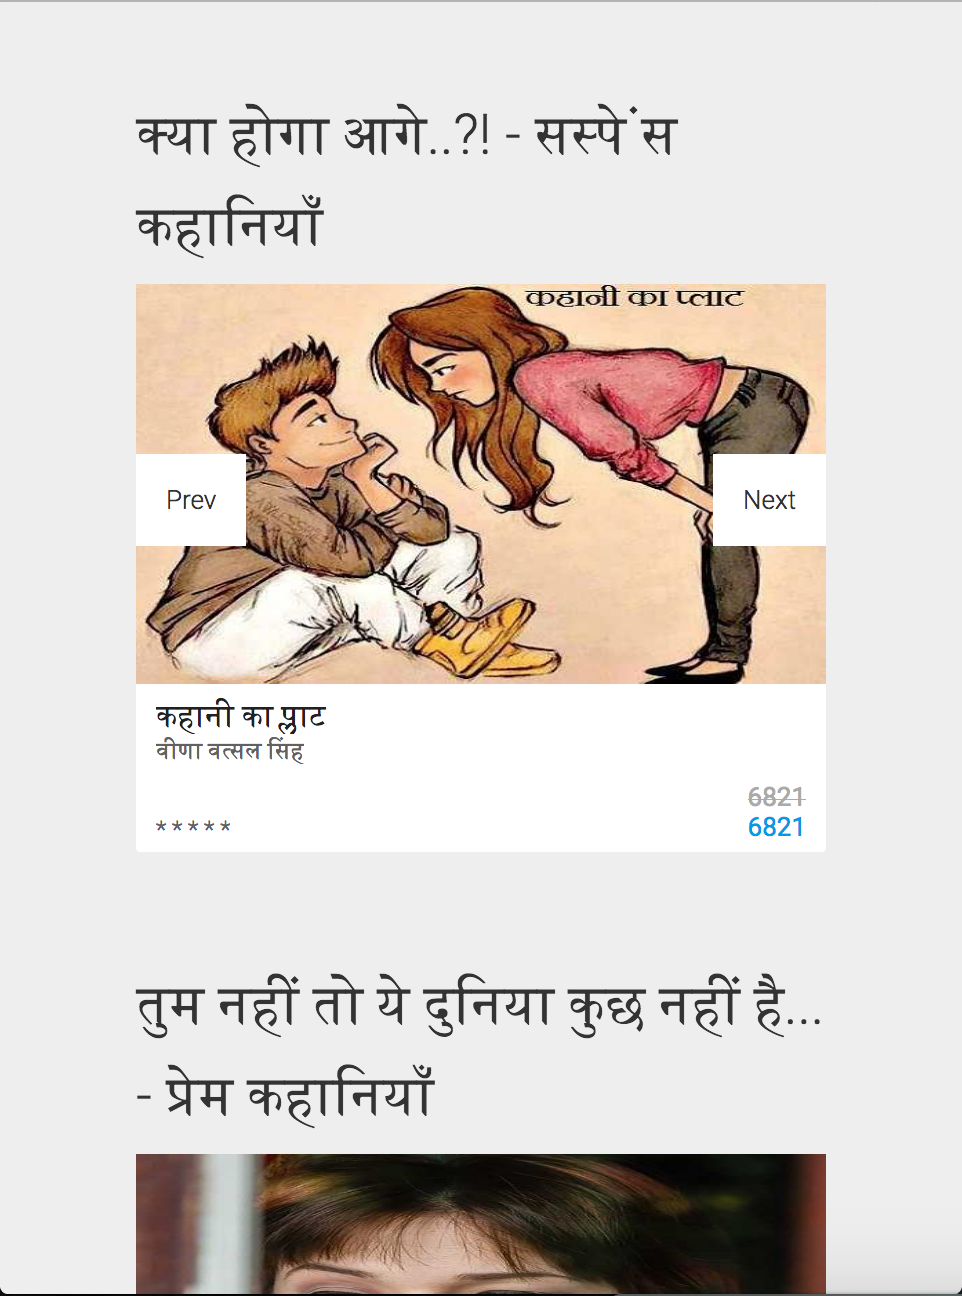 क्या होगा आगे..?! - सस्पेंस
कहानियाँ
कहानी का प्लाट
Prev
Next
कहानी का प्लाट
वीणा वत्सल सिंह
6821
* * * * *
6821
तुम नहीं तो ये दुनिया कुछ नहीं है...
- प्रेम कहानियाँ